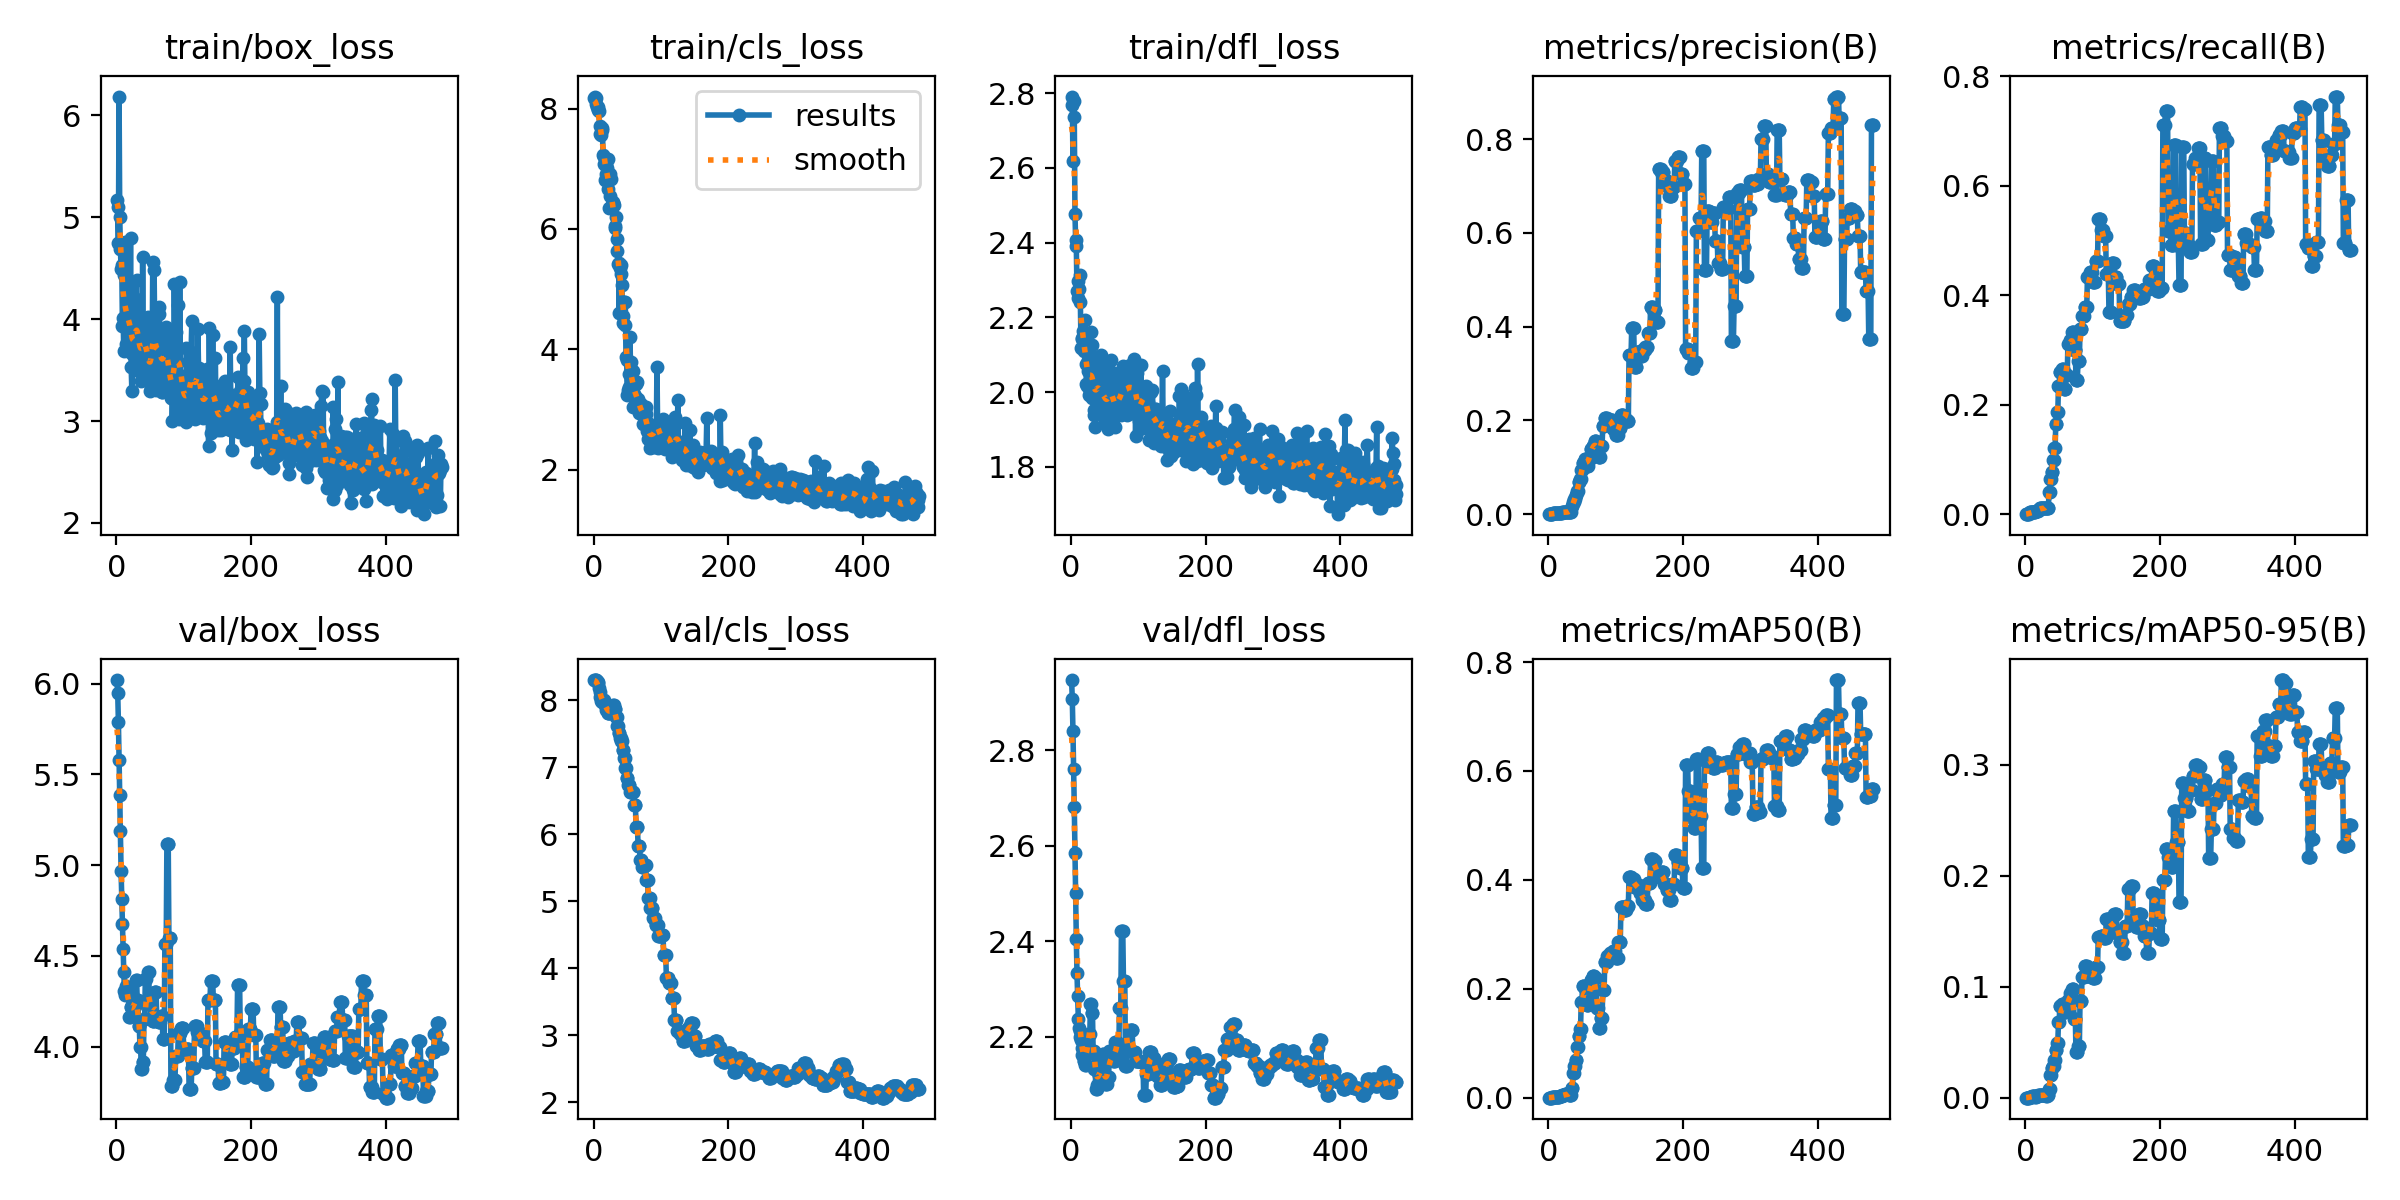 train/box_loss
6
5
4
3
2
0 200 400
train/cls_loss
results
smooth
8
6
4
2
0 200 400
train/dfl_loss
2.8
2.6
2.4
2.2
2.0
1.8
0 200 400
metrics/precision(B)
0.8
0.6
0.4
0.2
0.0
0 200 400
metrics/recall(B)
0.8
0.6
0.4
0.2
0.0
0 200 400
val/box_loss
6.0
5.5
5.0
4.5
4.0
0 200 400
val/cls_loss
8
7
6
5
4
3
2
0 200 400
val/dfl_loss
2.8
2.6
2.4
2.2
0 200 400
metrics/mAP50(B)
0.8
0.6
0.4
0.2
0.0
0 200 400
metrics/mAP50-95(B)
0.3
0.2
0.1
0.0
0 200 400